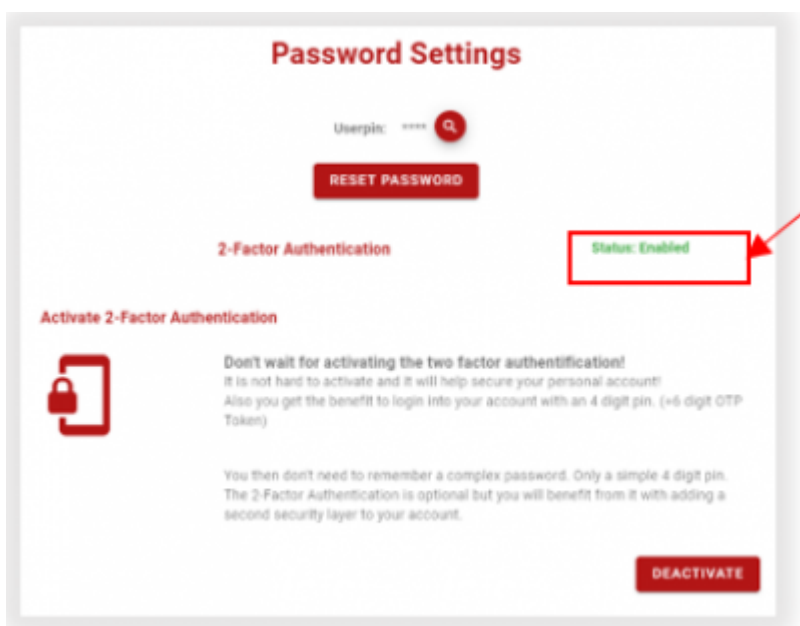 Password Settings
Userpin: ****
RESET PASSWORD
2-Factor Authentication
Status: Enabled
Activate 2-Factor Authentication
Don't wait for activating the two factor authentification!
It is not hard to activate and it will help secure your personal account!
Also you get the benefit to login into your account with an 4 digit pin. (+6 digit OTP
Token)
You then don't need to remember a complex password. Only a simple 4 digit pin.
The 2-Factor Authentication is optional but you will benefit from it with adding a
second security layer to your account.
DEACTIVATE